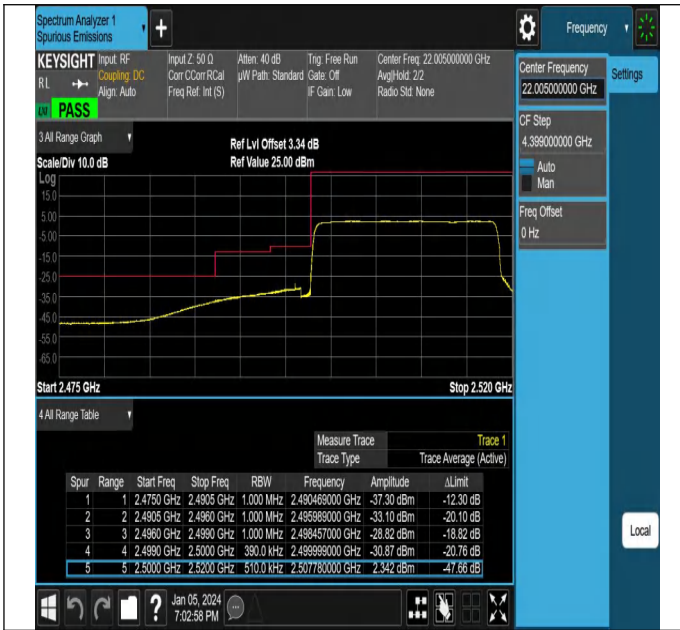 Spectrum Analyzer 1
Spurious Emissions
Frequency
KEYSIGHT
RL
Input: RF
Coupling: DC
Align: Auto
Input Z: 50 Ω
Corr CCorr RCal
Freq Ref: Int (S)
Atten: 40 dB
µW Path: Standard
Trig: Free Run
Gate: Off
IF Gain: Low
Center Freq: 22.005000000 GHz
Avg|Hold: 2/2
Radio Std: None
PASS
Center Frequency
22.005000000 GHz
Settings
CF Step
4.399000000 GHz
Auto
Man
Freq Offset
0 Hz
Local
3 All Range Graph
Scale/Div 10.0 dB
Ref Lvl Offset 3.34 dB
Ref Value 25.00 dBm
Log
15.0
5.00
-5.00
-15.0
-25.0
-35.0
-45.0
-55.0
-65.0
Start 2.475 GHz
Stop 2.520 GHz
4 All Range Table
Measure Trace Trace 1
Trace Type Trace Average (Active)
Spur Range Start Freq Stop Freq RBW Frequency Amplitude ΔLimit
1 1 2.4750 GHz 2.4905 GHz 1.000 MHz 2.490469000 GHz -37.30 dBm -12.30 dB
2 2 2.4905 GHz 2.4960 GHz 1.000 MHz 2.495989000 GHz -33.10 dBm -20.10 dB
3 3 2.4960 GHz 2.4990 GHz 1.000 MHz 2.498457000 GHz -28.82 dBm -18.82 dB
4 4 2.4990 GHz 2.5000 GHz 390.0 kHz 2.499999000 GHz -30.87 dBm -20.76 dB
5 5 2.5000 GHz 2.5200 GHz 510.0 kHz 2.507780000 GHz 2.342 dBm -47.66 dB
Jan 05, 2024
7:02:58 PM